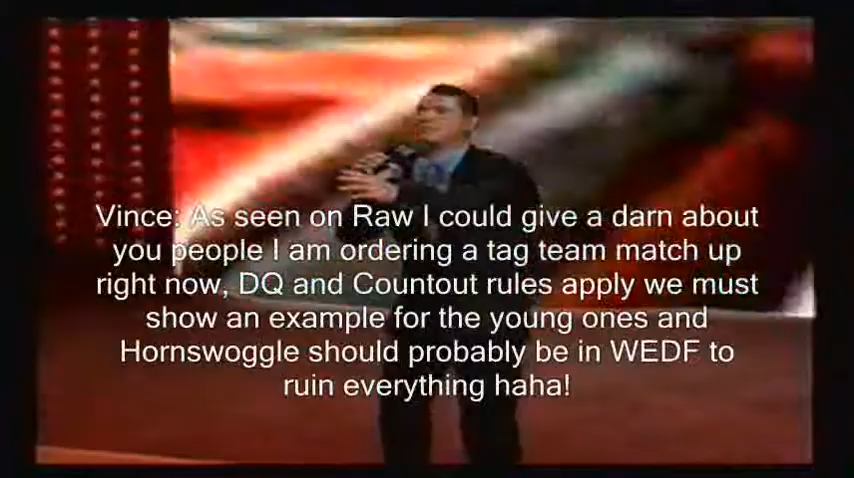 Vince: As seen on Raw I could give a darn about
you people I am ordering a tag team match up
right now, DQ and Countout rules apply we must
show an example for the young ones and
Hornswoggle should probably be in WEDF to
ruin everything haha!